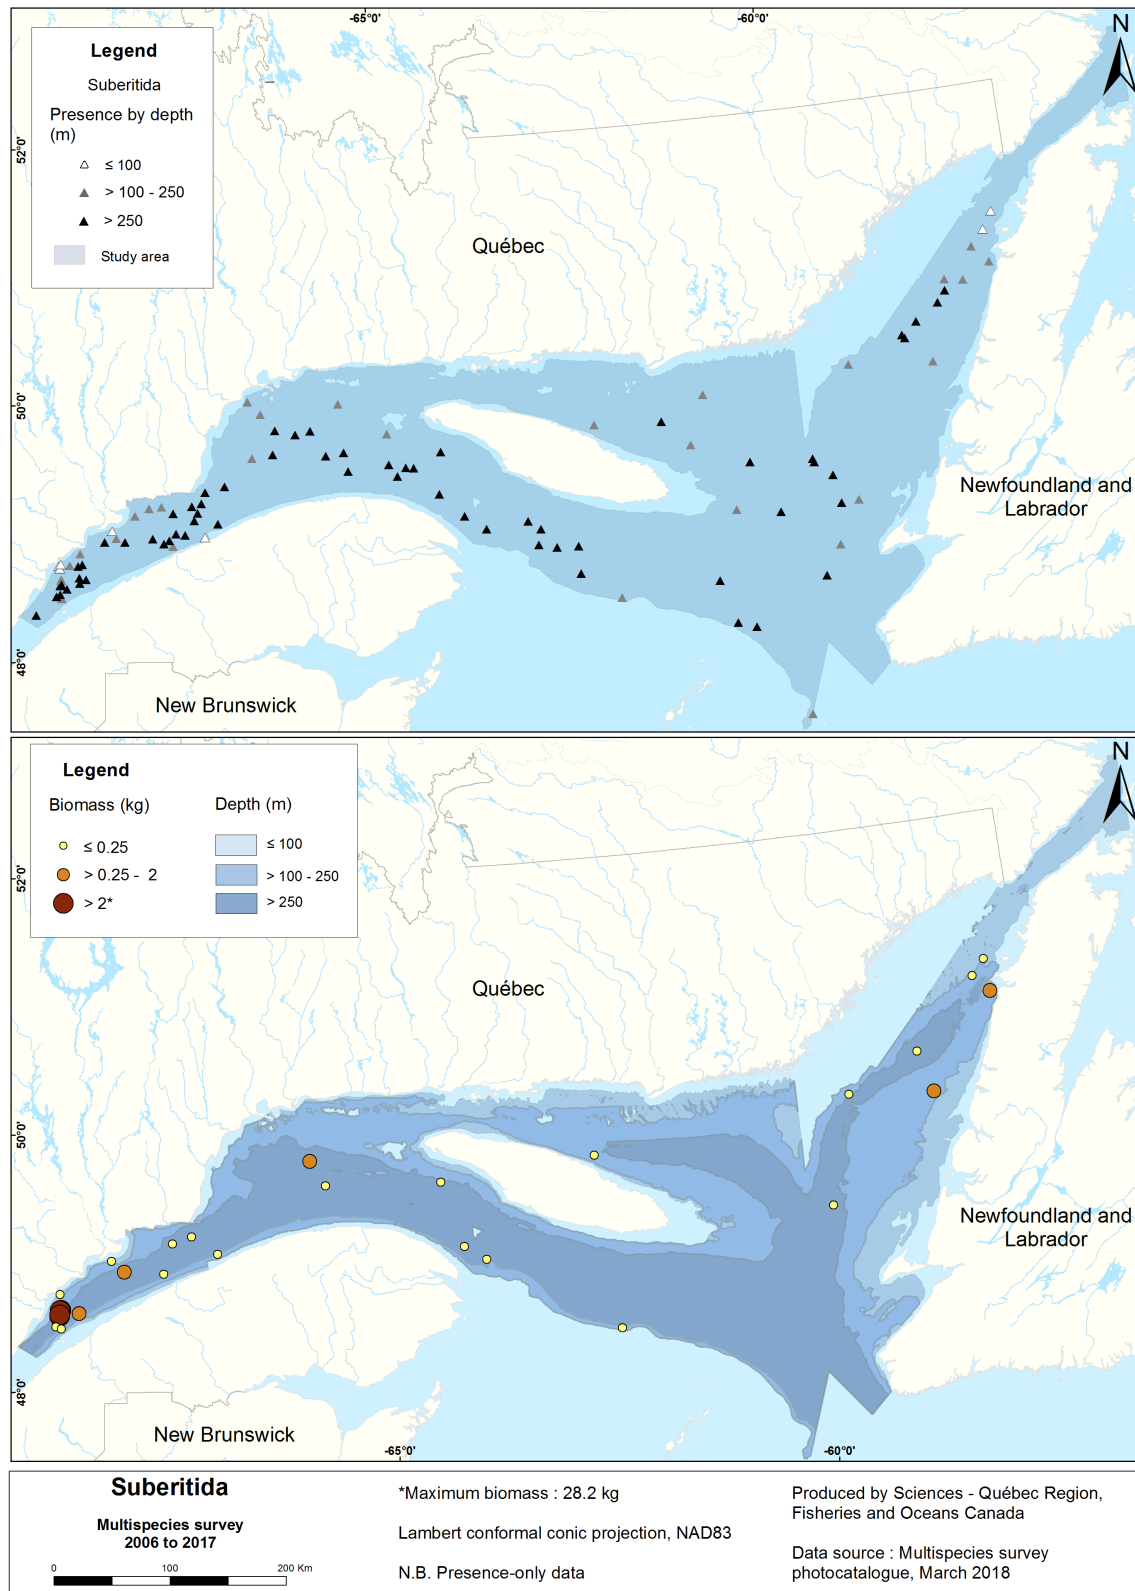 -65°0'
-60°0'
N
Legend
Suberitida
Presence by depth
(m)
≤ 100
> 100 - 250
> 250
Study area
52°0'
Québec
50°0'
Newfoundland and
Labrador
48°0'
New Brunswick
N
Legend
Biomass (kg)
Depth (m)
≤ 0.25
> 0.25 - 2
> 2*
≤ 100
> 100 - 250
> 250
52°0'
Québec
50°0'
Newfoundland and
Labrador
48°0'
New Brunswick
-65°0'
-60°0'
Suberitida
Multispecies survey
2006 to 2017
0 100 200 Km
*Maximum biomass : 28.2 kg
Lambert conformal conic projection, NAD83
N.B. Presence-only data
Produced by Sciences - Québec Region,
Fisheries and Oceans Canada
Data source : Multispecies survey
photocatalogue, March 2018